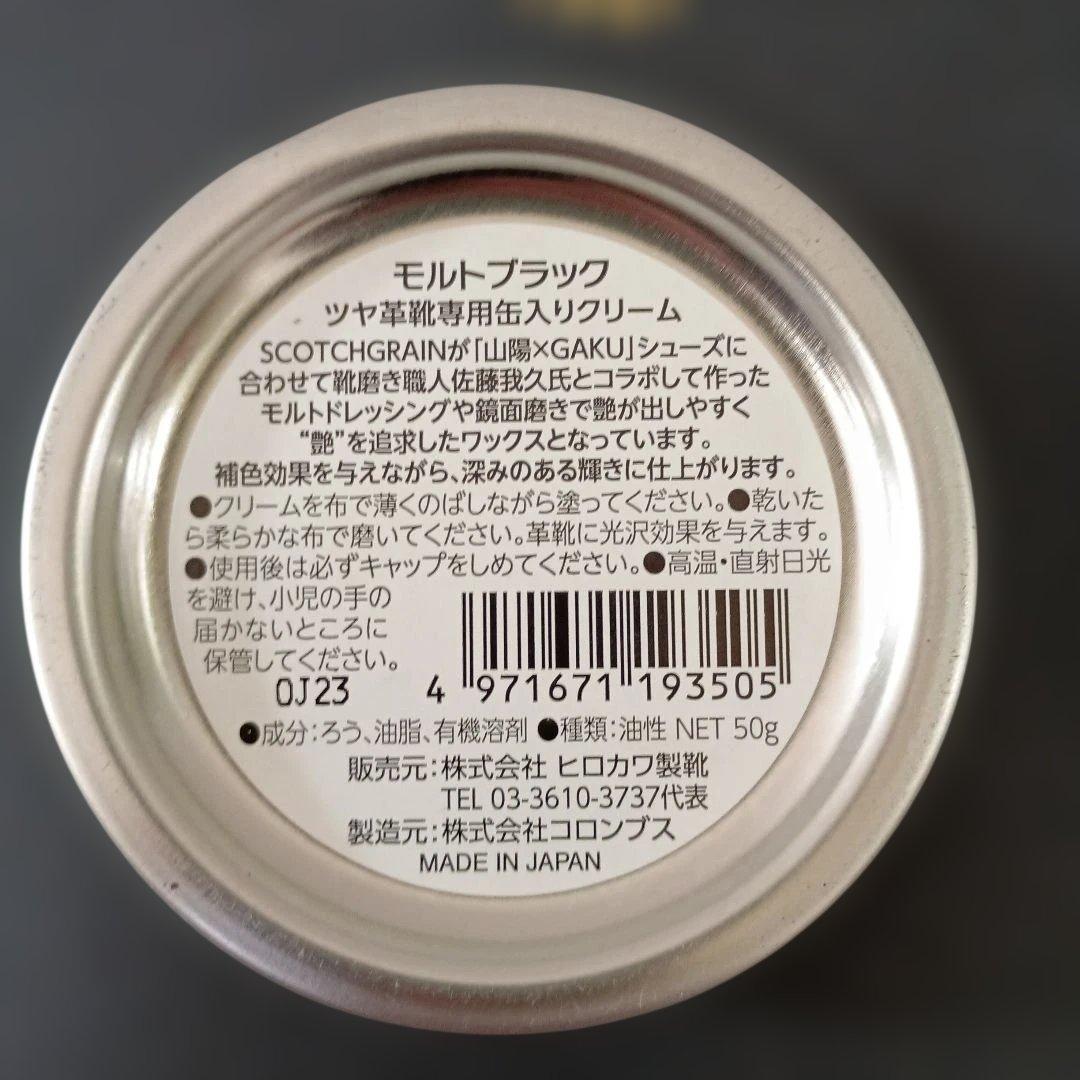 モルトブラック
ツヤ革靴専用缶入りクリーム
SCOTCHGRAINが「山陽×GAKU」シューズに
合わせて靴磨き職人佐藤我久氏とコラボして作った
モルトドレッシングや鏡面磨きで艶が出しやすく
“艶”を追求したワックスとなっています。
補色効果を与えながら、深みのある輝きに仕上がります。
●クリームを布で薄くのばしながら塗ってください。●乾いた
ら柔らかな布で磨いてください。革靴に光沢効果を与えます。
●使用後は必ずキャップをしめてください。●高温・直射日光
を避け、小児の手の
届かないところに
保管してください。
OJ23
4 971671 193505
●成分:ろう、油脂、有機溶剤 ●種類:油性 NET 50g
販売元:株式会社 ヒロカワ製靴
TEL 03-3610-3737代表
製造元:株式会社コロンブス
MADE IN JAPAN